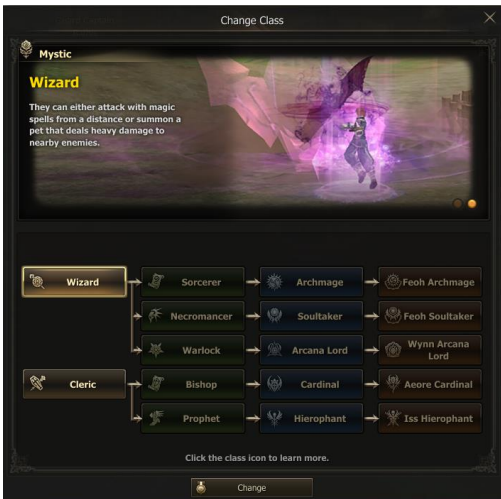 Change Class
Mystic
Wizard
They can either attack with magic
spells from a distance or summon a
pet that deals heavy damage to
nearby enemies.
Wizard
Sorcerer
Archmage
Feoh Archmage
Necromancer
Soultaker
Feoh Soultaker
Warlock
Arcana Lord
Wynn Arcana
Lord
Cleric
Bishop
Cardinal
Aeore Cardinal
Prophet
Hierophant
Iss Hierophant
Click the class icon to learn more.
Change